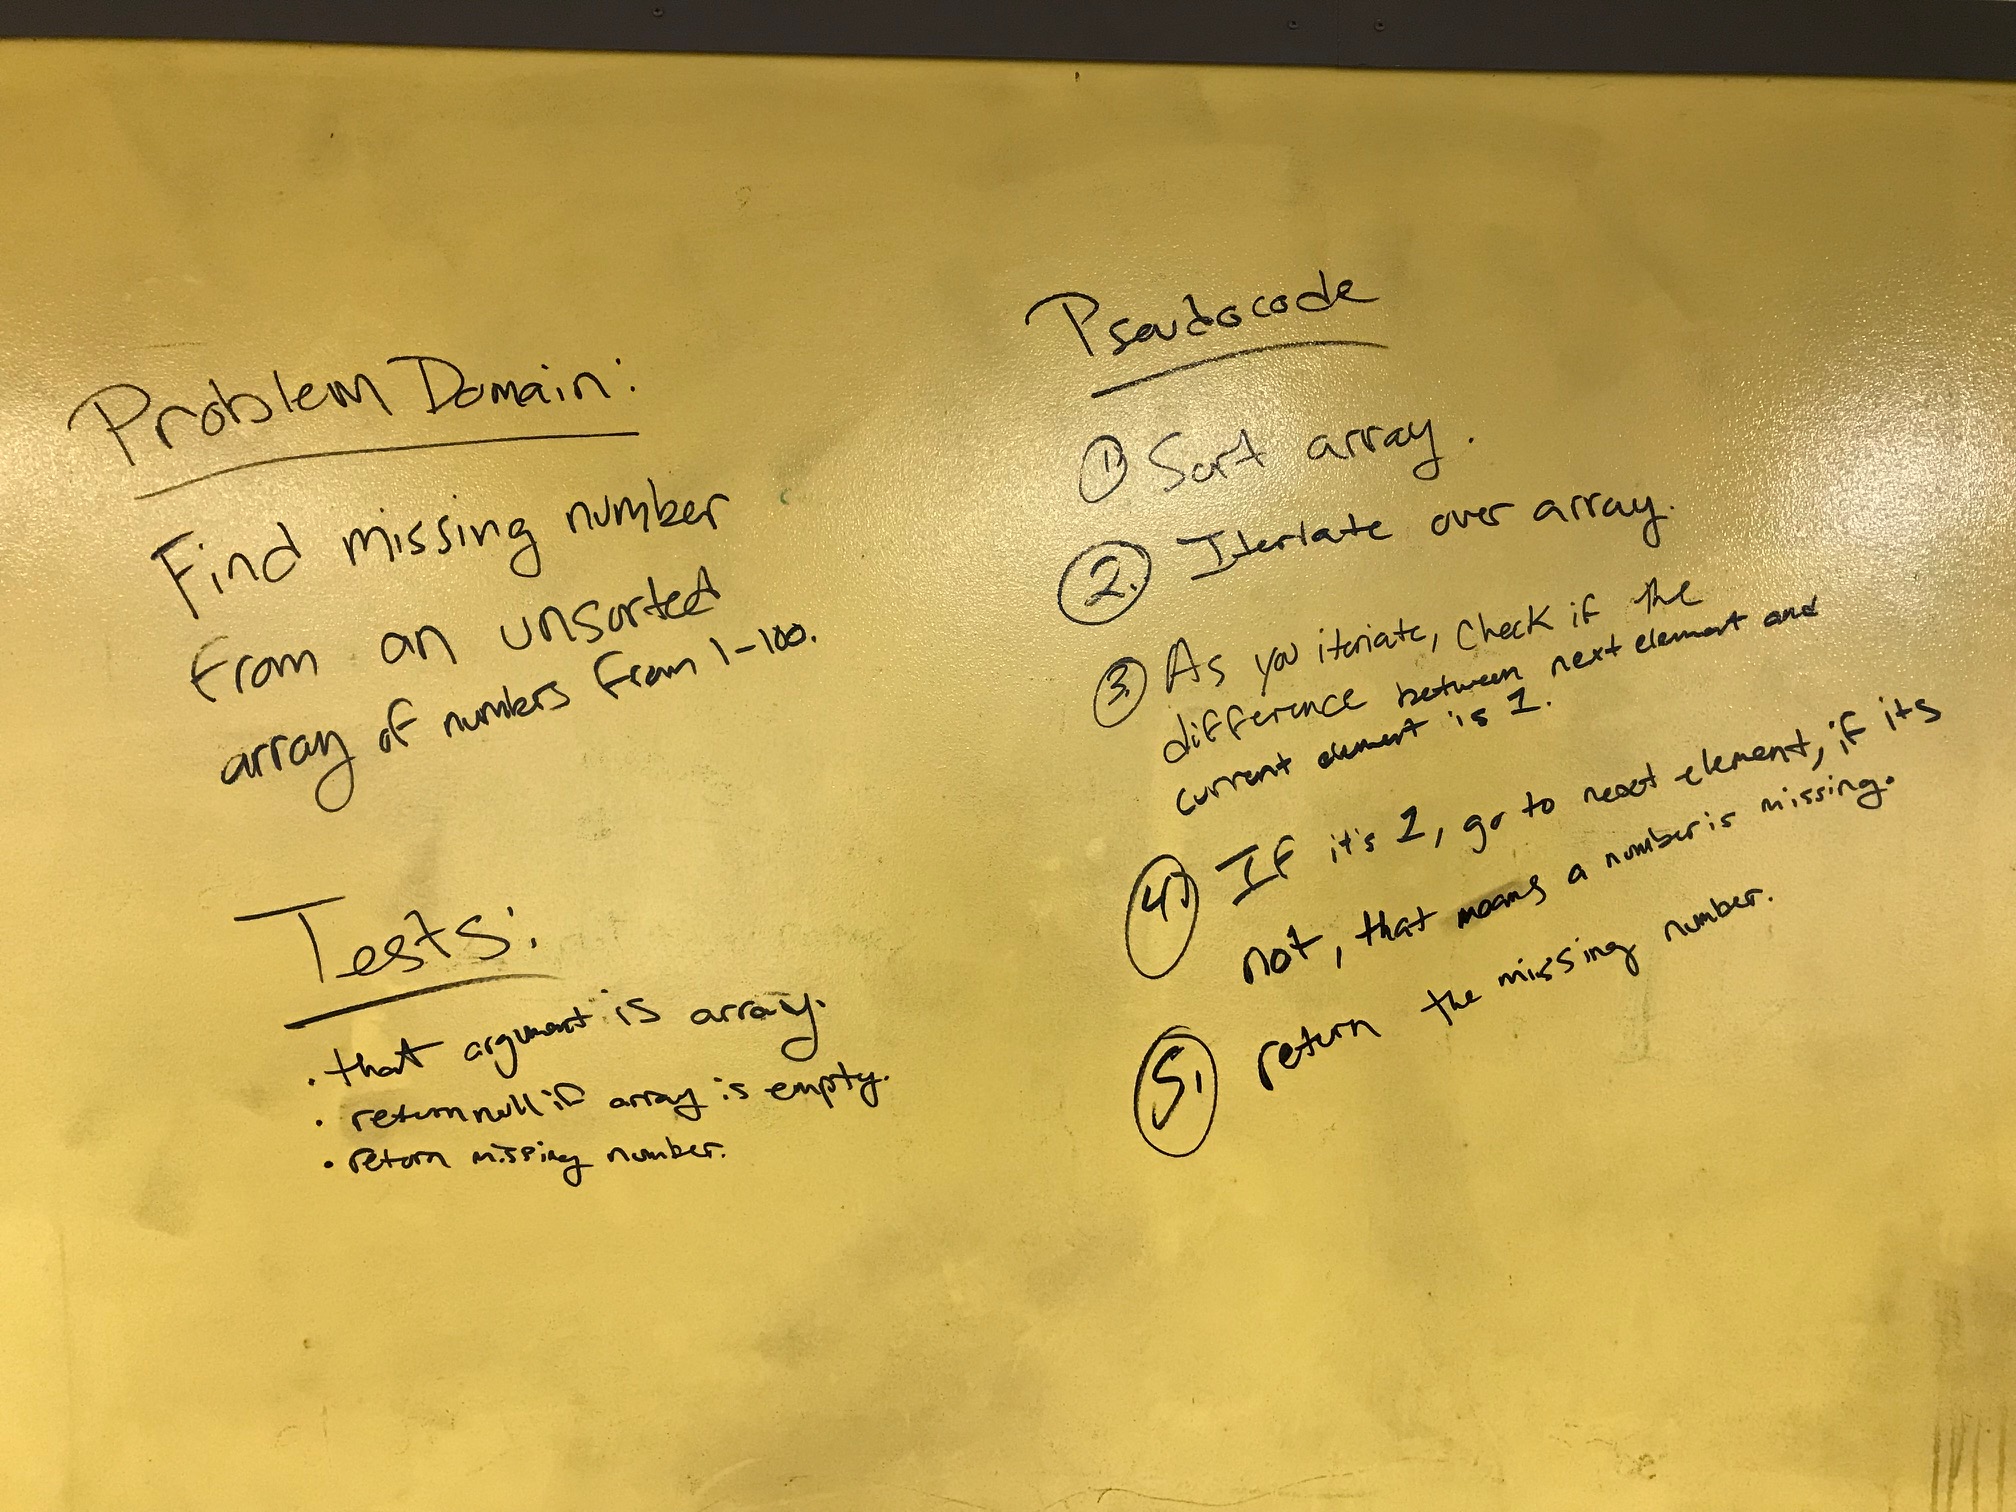 Problem Domain:
Find missing number
from an unsorted
array of numbers from 1-100.
Tests:
· that argument is array.
· return null if array is empty.
· return missing number.
Pseudocode
1. Sort array.
2. Iteriate over array.
3. As you iteriate, check if the
difference between next element and
current element is 1.
4. If it's 1, go to next element, if its
not, that means a number is missing.
5. return the missing number.